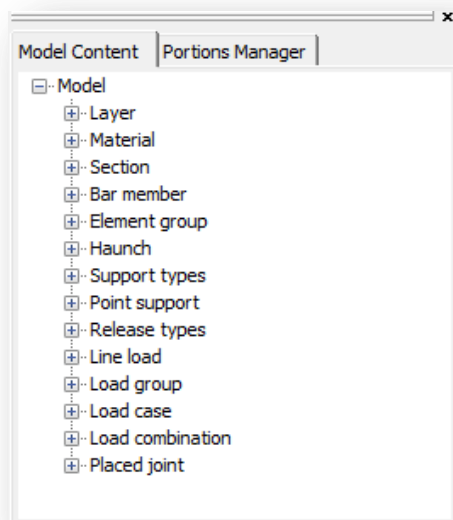 Model Content Portions Manager
Model
Layer
Material
Section
Bar member
Element group
Haunch
Support types
Point support
Release types
Line load
Load group
Load case
Load combination
Placed joint